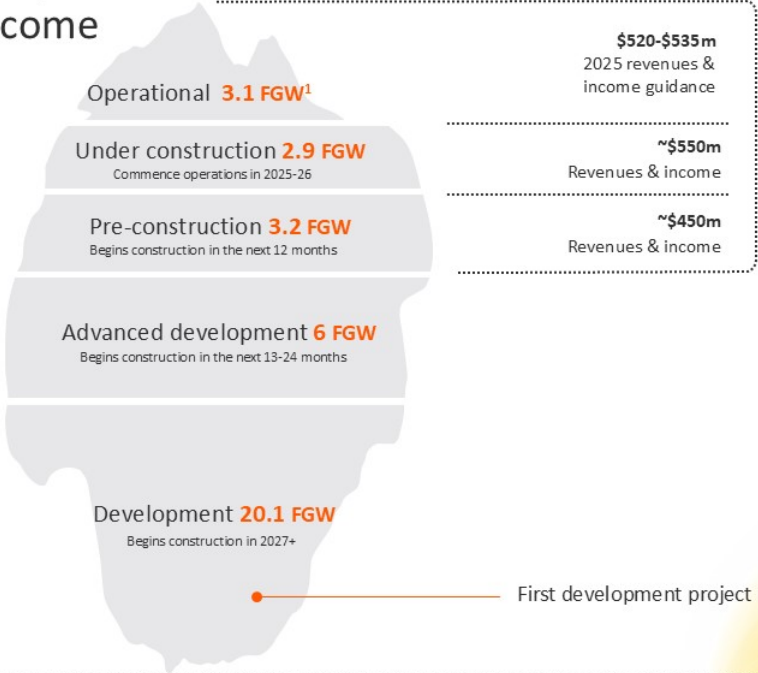 come
Operational 3.1 FGW1
$520-$535m
2025 revenues &
income guidance
Under construction 2.9 FGW
Commence operations in 2025-26
~$550m
Revenues & income
Pre-construction 3.2 FGW
Begins construction in the next 12 months
~$450m
Revenues & income
Advanced development 6 FGW
Begins construction in the next 13-24 months
Development 20.1 FGW
Begins construction in 2027+
First development project